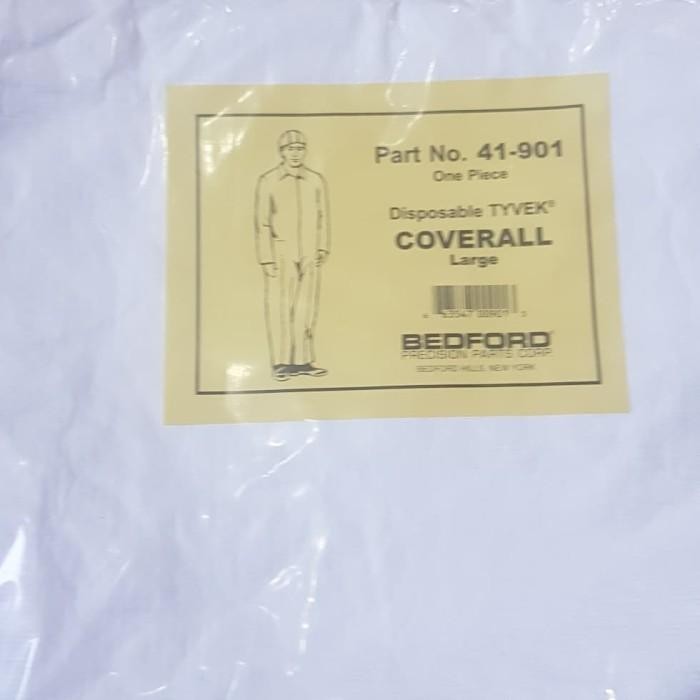 Part No. 41-901
One Piece
Disposable TYVEK®
COVERALL
Large
BEDFORD
PRECISION PARTS CORP.
BEDFORD HILLS, NEW YORK